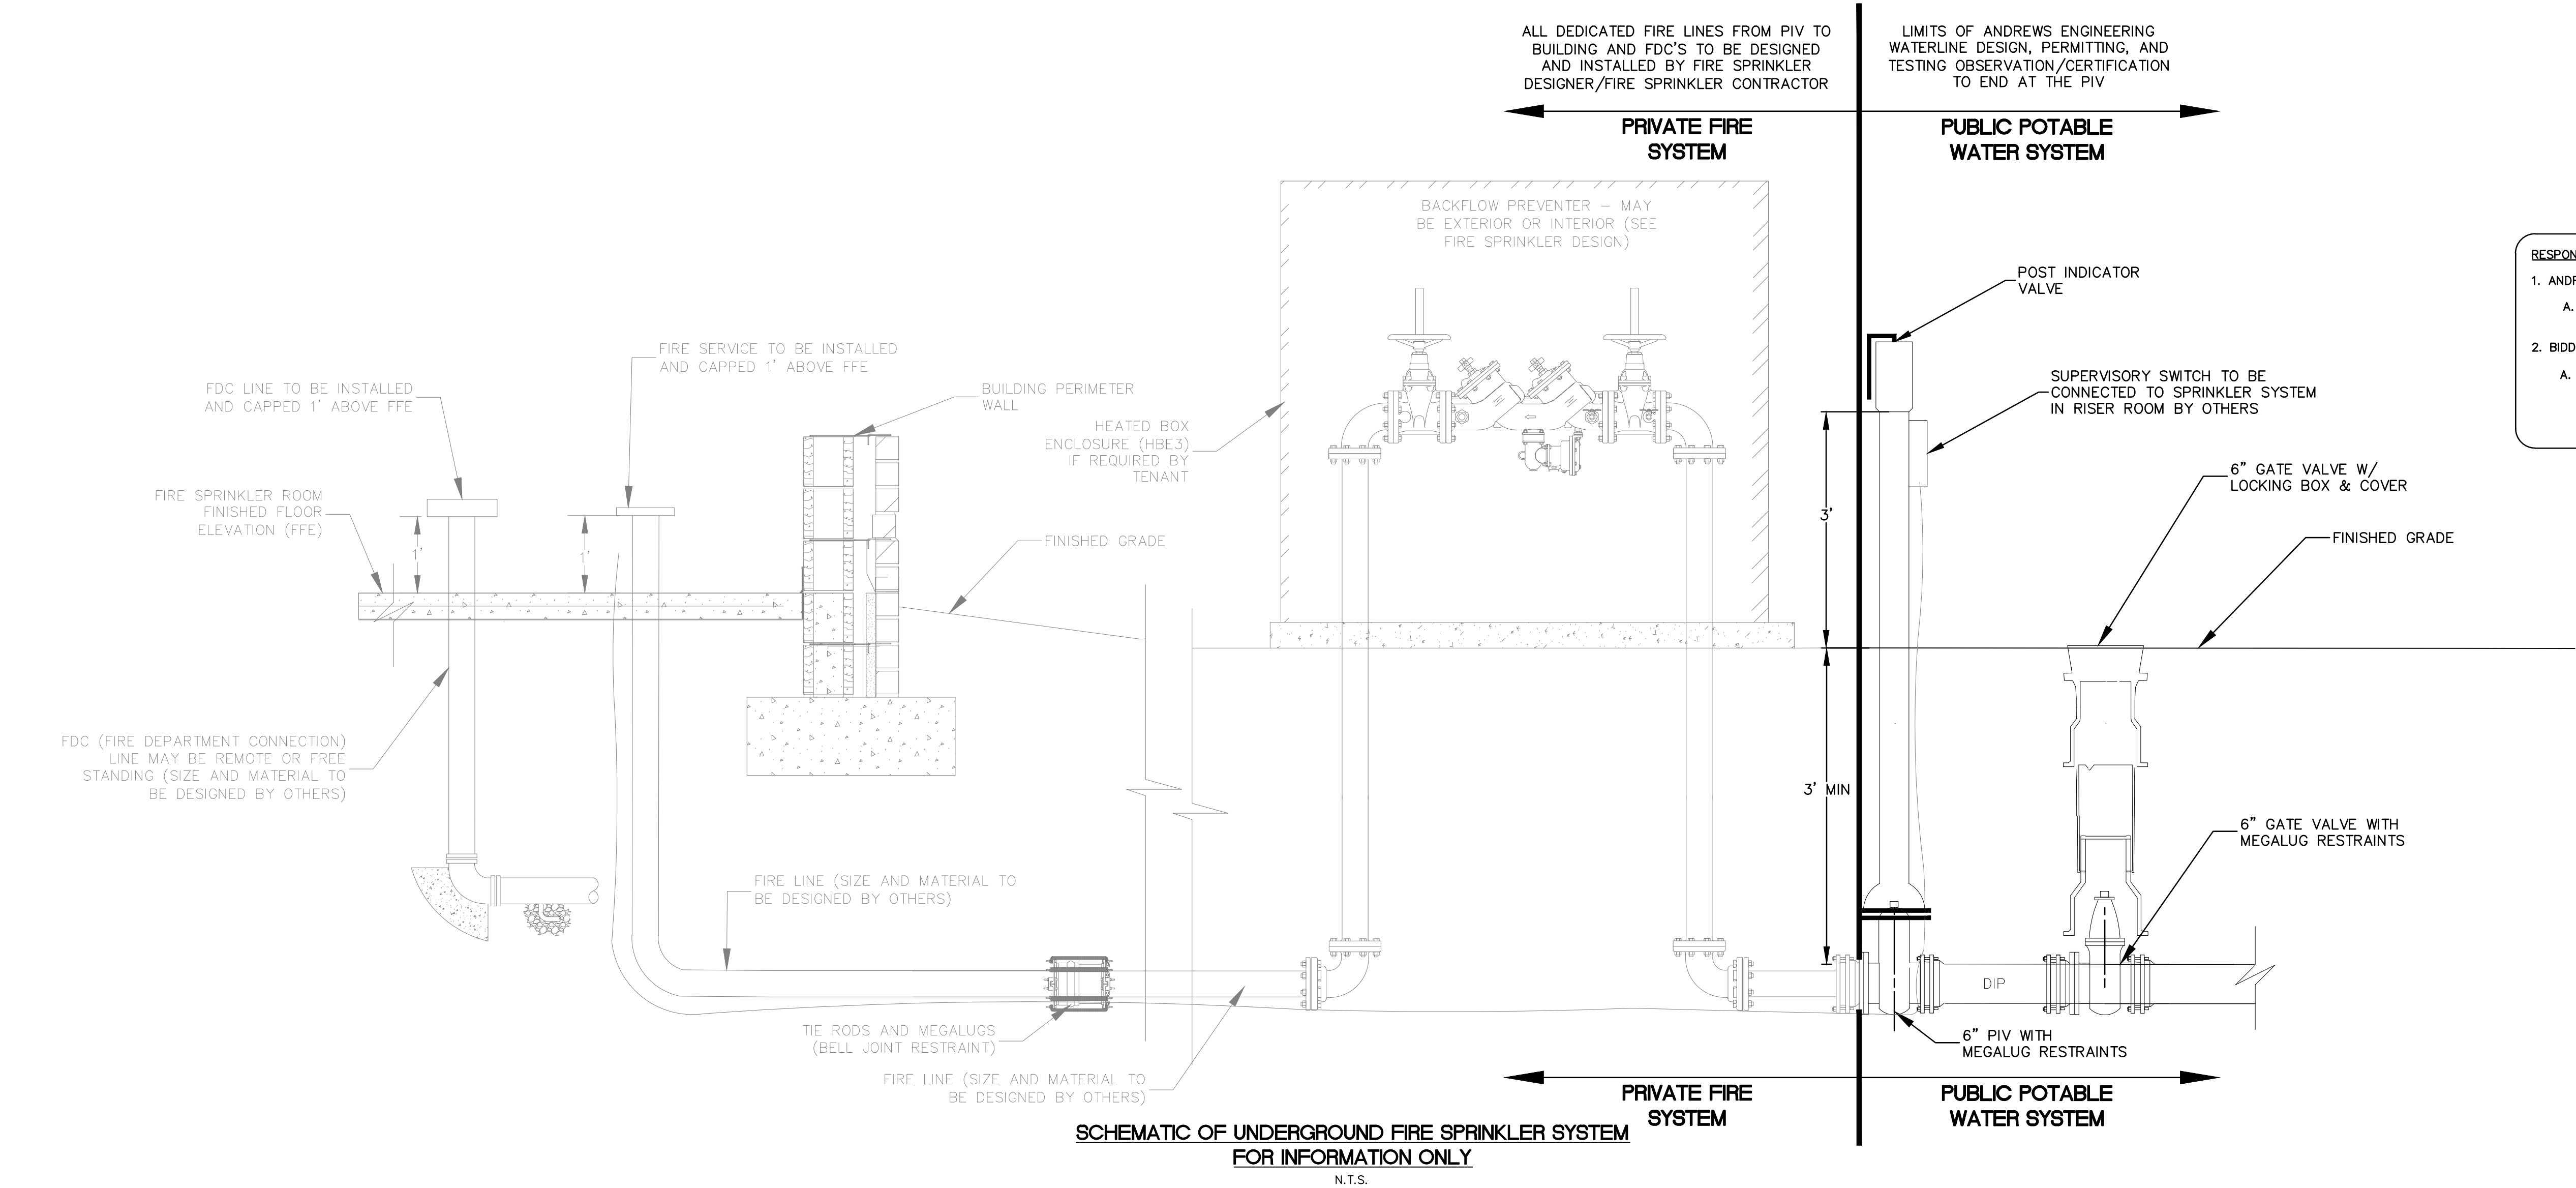 ALL DEDICATED FIRE LINES FROM PIV TO
BUILDING AND FDC'S TO BE DESIGNED
AND INSTALLED BY FIRE SPRINKLER
DESIGNER/FIRE SPRINKLER CONTRACTOR
LIMITS OF ANDREWS ENGINEERING
WATERLINE DESIGN, PERMITTING, AND
TESTING OBSERVATION/CERTIFICATION
TO END AT THE PIV
PRIVATE FIRE
SYSTEM
PUBLIC POTABLE
WATER SYSTEM
BACKFLOW PREVENTER – MAY
BE EXTERIOR OR INTERIOR (SEE
FIRE SPRINKLER DESIGN)
1.
A.
2.
A.
POST INDICATOR
VALVE
SUPERVISORY SWITCH TO BE
CONNECTED TO SPRINKLER SYSTEM
IN RISER ROOM BY OTHERS
6" GATE VALVE W/
LOCKING BOX & COVER
FINISHED GRADE
FIRE SERVICE TO BE INSTALLED
AND CAPPED 1' ABOVE FFE
FDC LINE TO BE INSTALLED
AND CAPPED 1' ABOVE FFE
BUILDING PERIMETER
WALL
HEATED BOX
ENCLOSURE (HBE3)
IF REQUIRED BY
TENANT
FIRE SPRINKLER ROOM
FINISHED FLOOR
ELEVATION (FFE)
1'
1'
FINISHED GRADE
3'
3' MIN
FDC (FIRE DEPARTMENT CONNECTION)
LINE MAY BE REMOTE OR FREE
STANDING (SIZE AND MATERIAL TO
BE DESIGNED BY OTHERS)
6" GATE VALVE WITH
MEGALUG RESTRAINTS
FIRE LINE (SIZE AND MATERIAL TO
BE DESIGNED BY OTHERS)
DIP
TIE RODS AND MEGALUGS
(BELL JOINT RESTRAINT)
6" PIV WITH
MEGALUG RESTRAINTS
FIRE LINE (SIZE AND MATERIAL TO
BE DESIGNED BY OTHERS)
PRIVATE FIRE
SYSTEM
PUBLIC POTABLE
WATER SYSTEM
SCHEMATIC OF UNDERGROUND FIRE SPRINKLER SYSTEM
FOR INFORMATION ONLY
N.T.S.